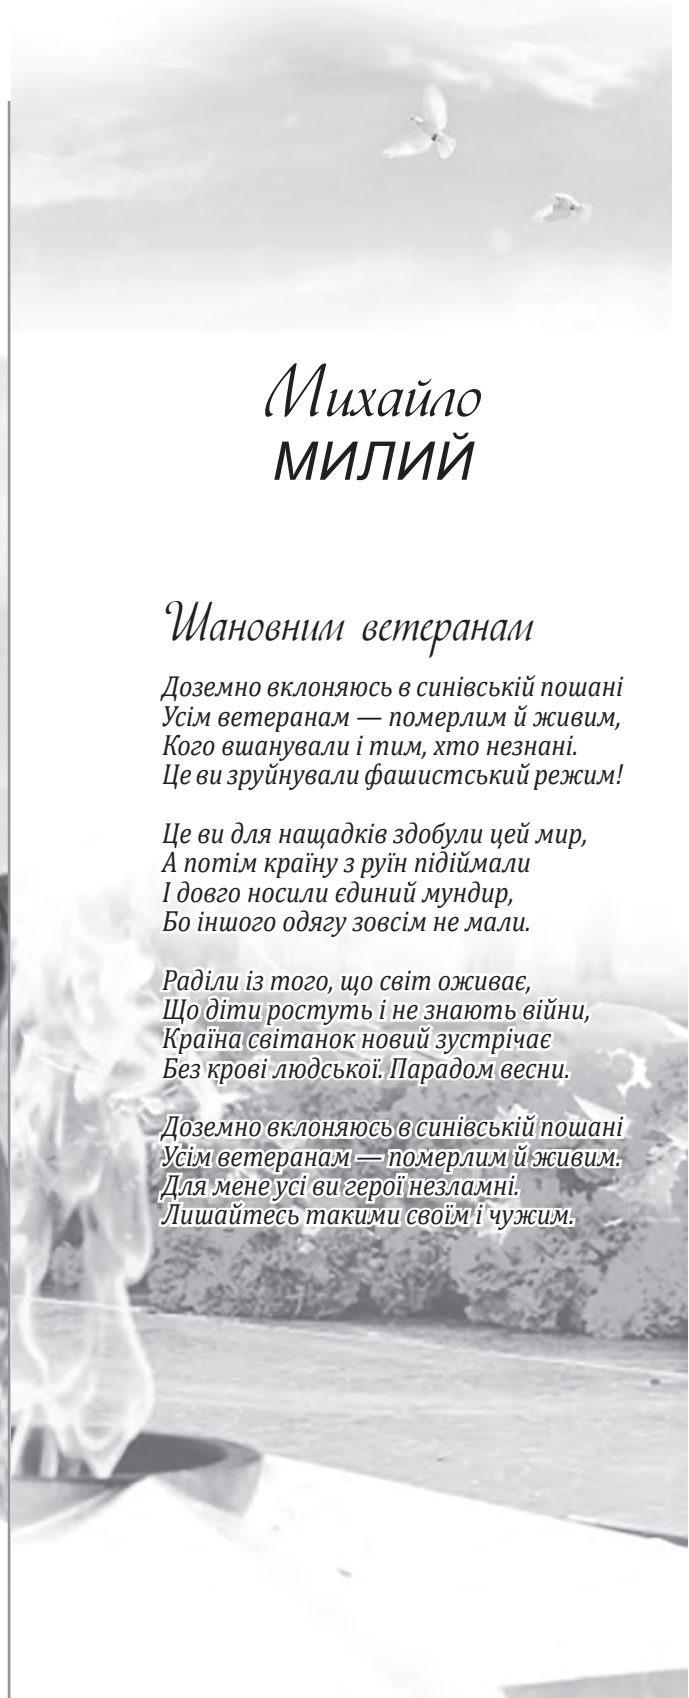 Михайло
МИЛИЙ
Шановним ветеранам
Доземно вклоняюсь в синівській пошані
Усім ветеранам — померлим й живим,
Кого вшанували і тим, хто незнані.
Це ви зруйнували фашистський режим!
Це ви для нащадків здобули цей мир,
А потім країну з руїн підіймали
І довго носили єдиний мундир,
Бо іншого одягу зовсім не мали.
Раділи із того, що світ оживає,
Що діти ростуть і не знають війни,
Країна світанок новий зустрічає
Без крові людської. Парадом весни.
Доземно вклоняюсь в синівській пошані
Усім ветеранам — померлим й живим.
Для мене усі ви герої незламні.
Лишайтесь такими своїм і чужим.